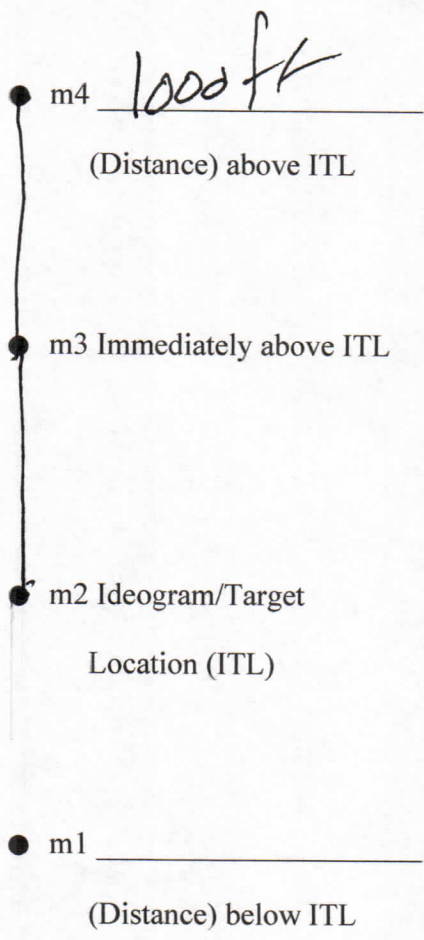 m4 1000 ft
(Distance) above ITL
m3 Immediately above ITL
m2 Ideogram/Target
Location (ITL)
m1
(Distance) below ITL